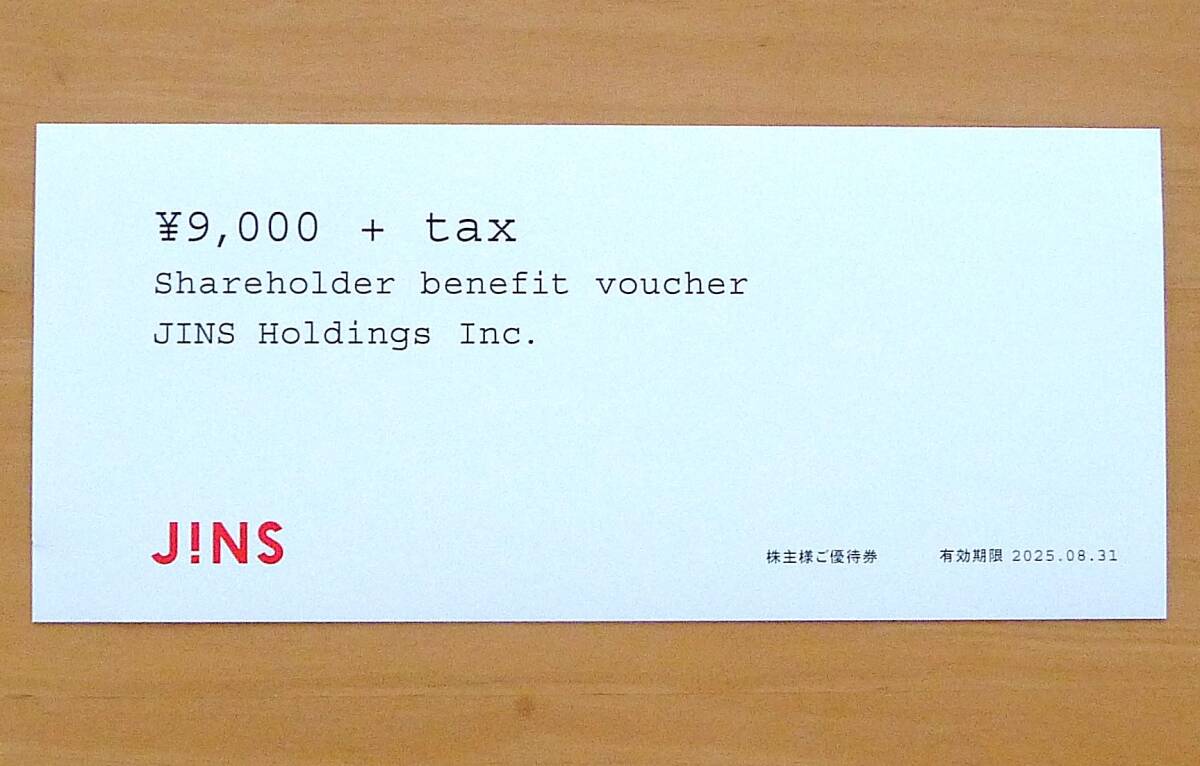 ¥9,000 + tax
Shareholder benefit voucher
JINS Holdings Inc.
J!NS
株主様ご優待券 有効期限 2025.08.31